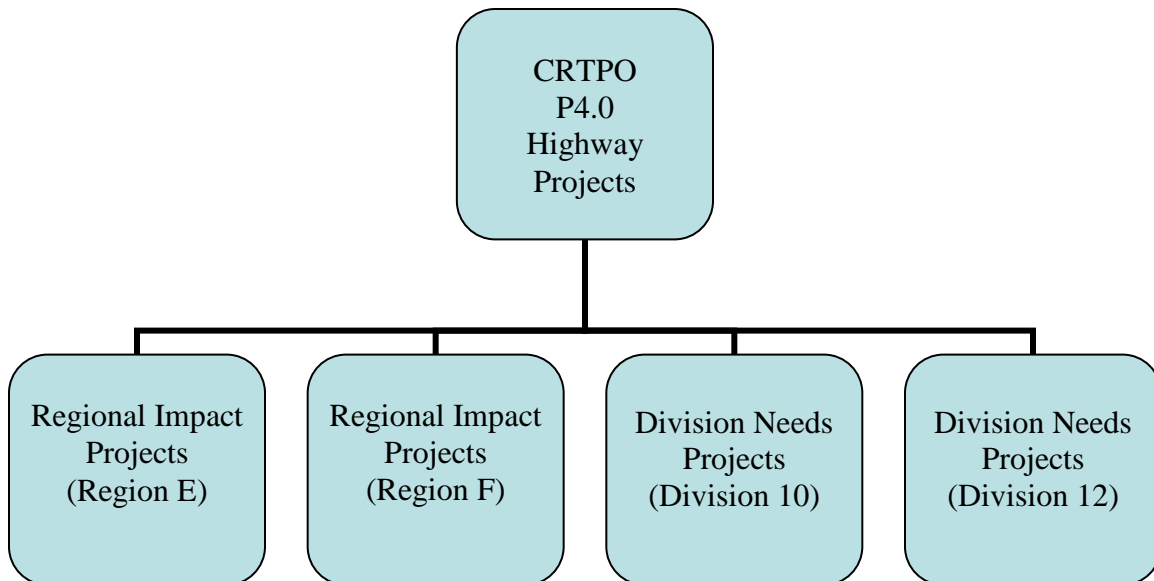 CRTPO
P4.0
Highway
Projects
Regional Impact
Projects
(Region E)
Regional Impact
Projects
(Region F)
Division Needs
Projects
(Division 10)
Division Needs
Projects
(Division 12)